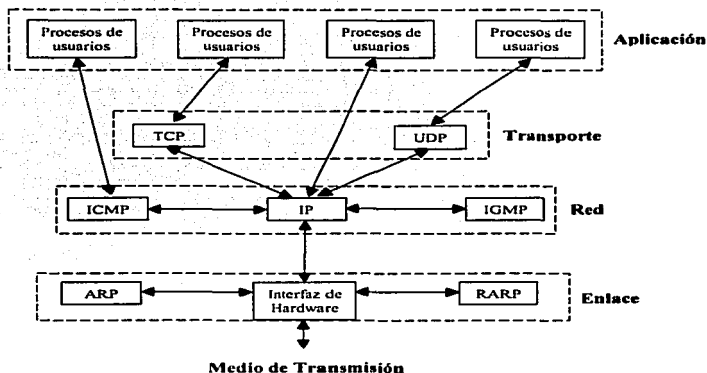 Procesos de
usuarios
Procesos de
usuarios
Procesos de
usuarios
Procesos de
usuarios
Aplicación
TCP
UDP
Transporte
ICMP
IP
IGMP
Red
ARP
Interfaz de
Hardware
RARP
Enlace
Medio de Transmisión